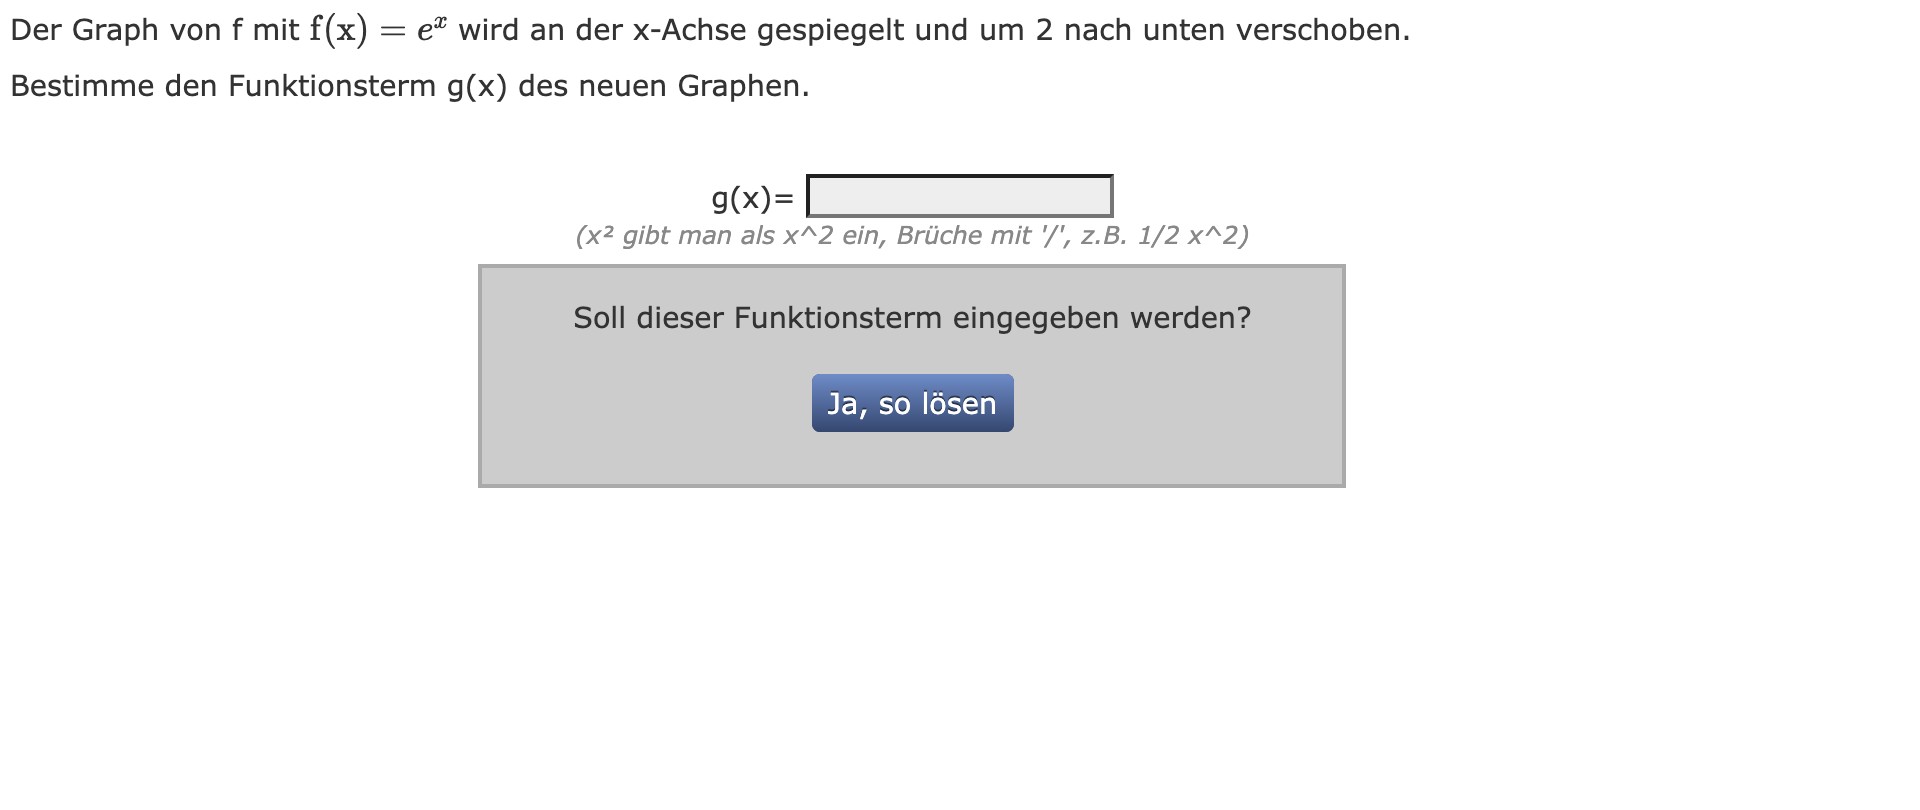 Der Graph von f mit f(x) = eˣ wird an der x-Achse gespiegelt und um 2 nach unten verschoben.
Bestimme den Funktionsterm g(x) des neuen Graphen.
g(x)=
(x² gibt man als x^2 ein, Brüche mit '/', z.B. 1/2 x^2)
Soll dieser Funktionsterm eingegeben werden?
Ja, so lösen